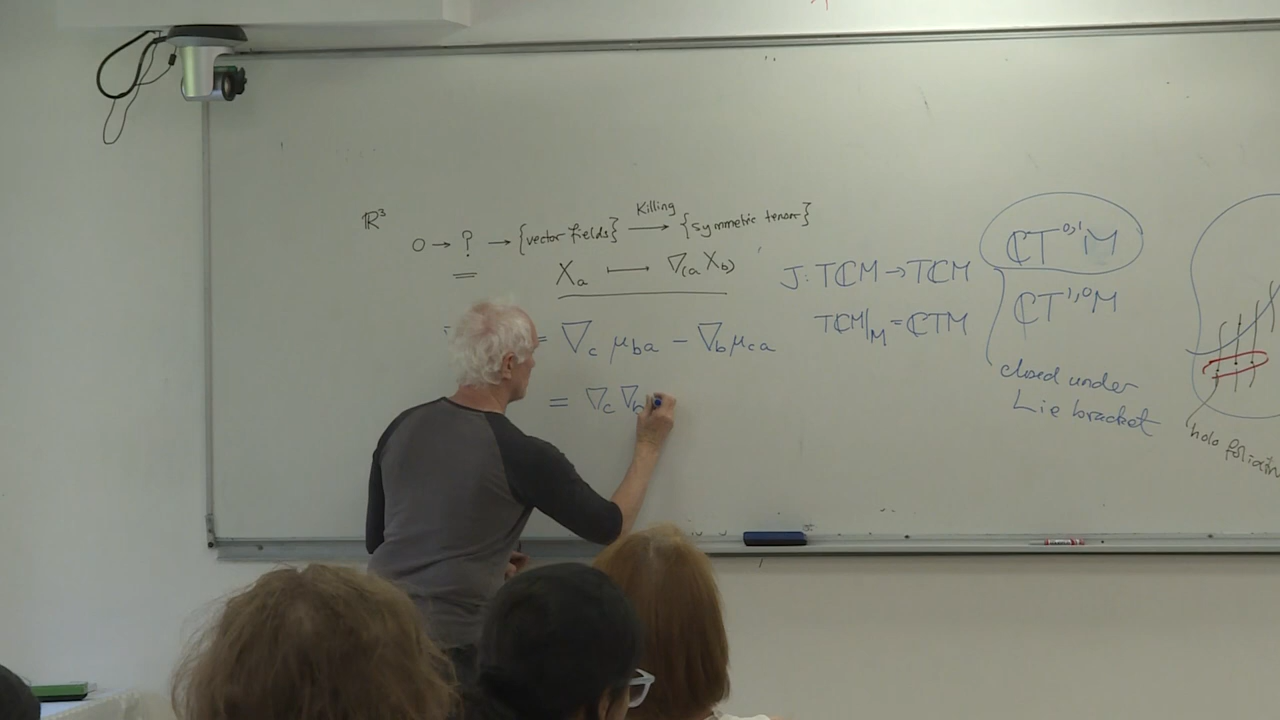 ℝ³
0 → ? → {vector fields} —Killing→ {symmetric tensor}
X_a ⟼ ∇_(a X_b)
= ∇_c μ_ba − ∇_b μ_ca
= ∇_c ∇_b
J: TℂM → TℂM
TℂM|_M = ℂTM
ℂT^0,1 M
ℂT^1,0 M
closed under
Lie bracket
holo foliation